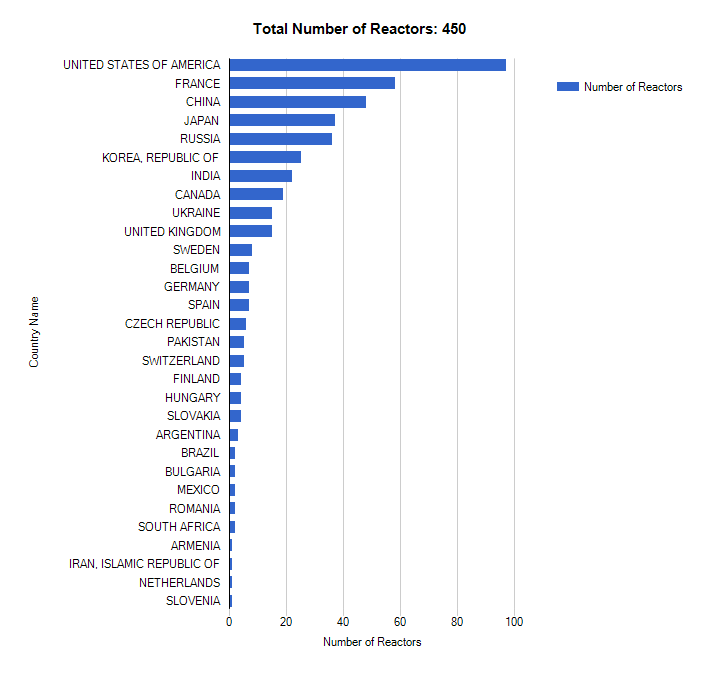 Total Number of Reactors: 450
UNITED STATES OF AMERICA
FRANCE
CHINA
JAPAN
RUSSIA
KOREA, REPUBLIC OF
INDIA
CANADA
UKRAINE
UNITED KINGDOM
SWEDEN
BELGIUM
GERMANY
SPAIN
CZECH REPUBLIC
PAKISTAN
SWITZERLAND
FINLAND
HUNGARY
SLOVAKIA
ARGENTINA
BRAZIL
BULGARIA
MEXICO
ROMANIA
SOUTH AFRICA
ARMENIA
IRAN, ISLAMIC REPUBLIC OF
NETHERLANDS
SLOVENIA
Country Name
0 20 40 60 80 100
Number of Reactors
Number of Reactors